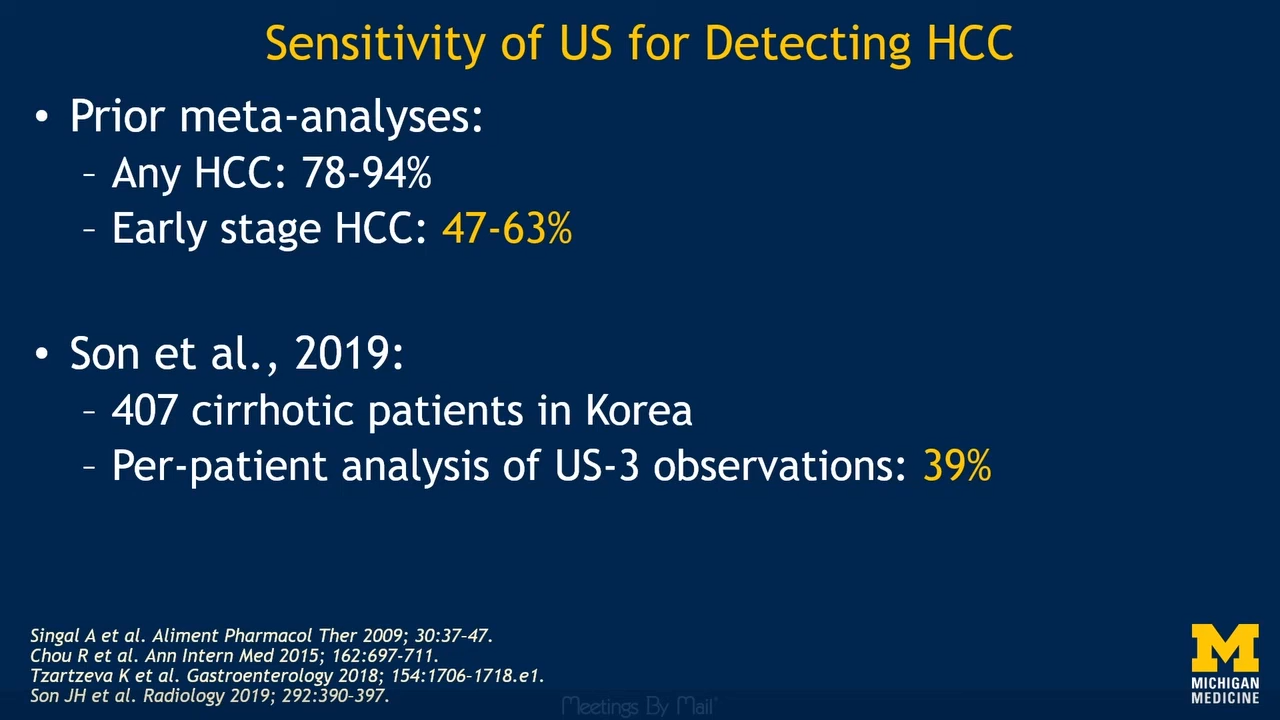 Sensitivity of US for Detecting HCC
• Prior meta-analyses:
– Any HCC: 78-94%
– Early stage HCC: 47-63%
• Son et al., 2019:
– 407 cirrhotic patients in Korea
– Per-patient analysis of US-3 observations: 39%
Singal A et al. Aliment Pharmacol Ther 2009; 30:37–47.
Chou R et al. Ann Intern Med 2015; 162:697-711.
Tzartzeva K et al. Gastroenterology 2018; 154:1706–1718.e1.
Son JH et al. Radiology 2019; 292:390–397.
M
MICHIGAN
MEDICINE
Meetings By Mail